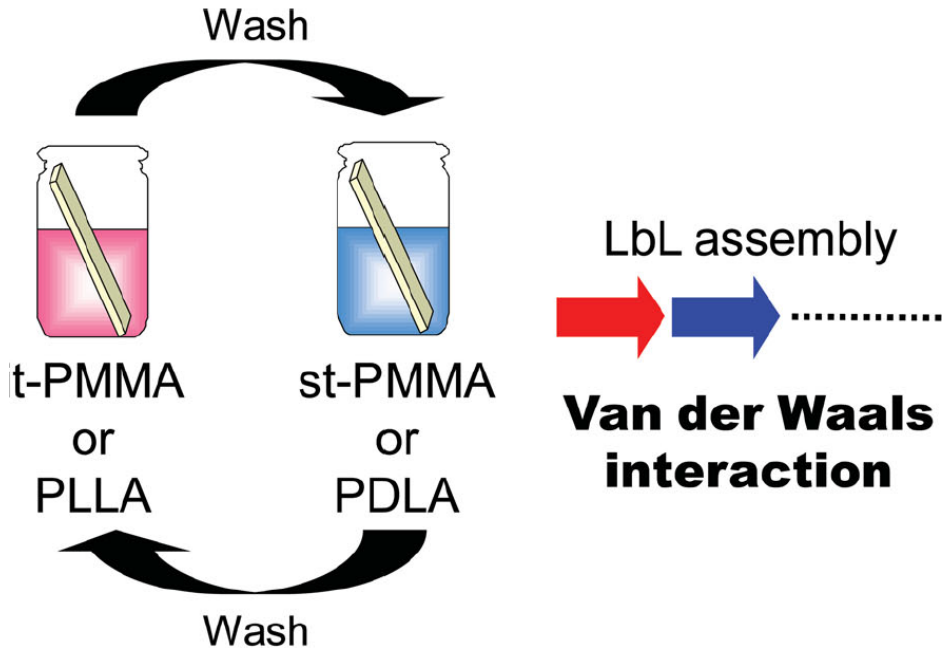 Wash
it-PMMA
or
PLLA
st-PMMA
or
PDLA
Wash
LbL assembly
Van der Waals
interaction